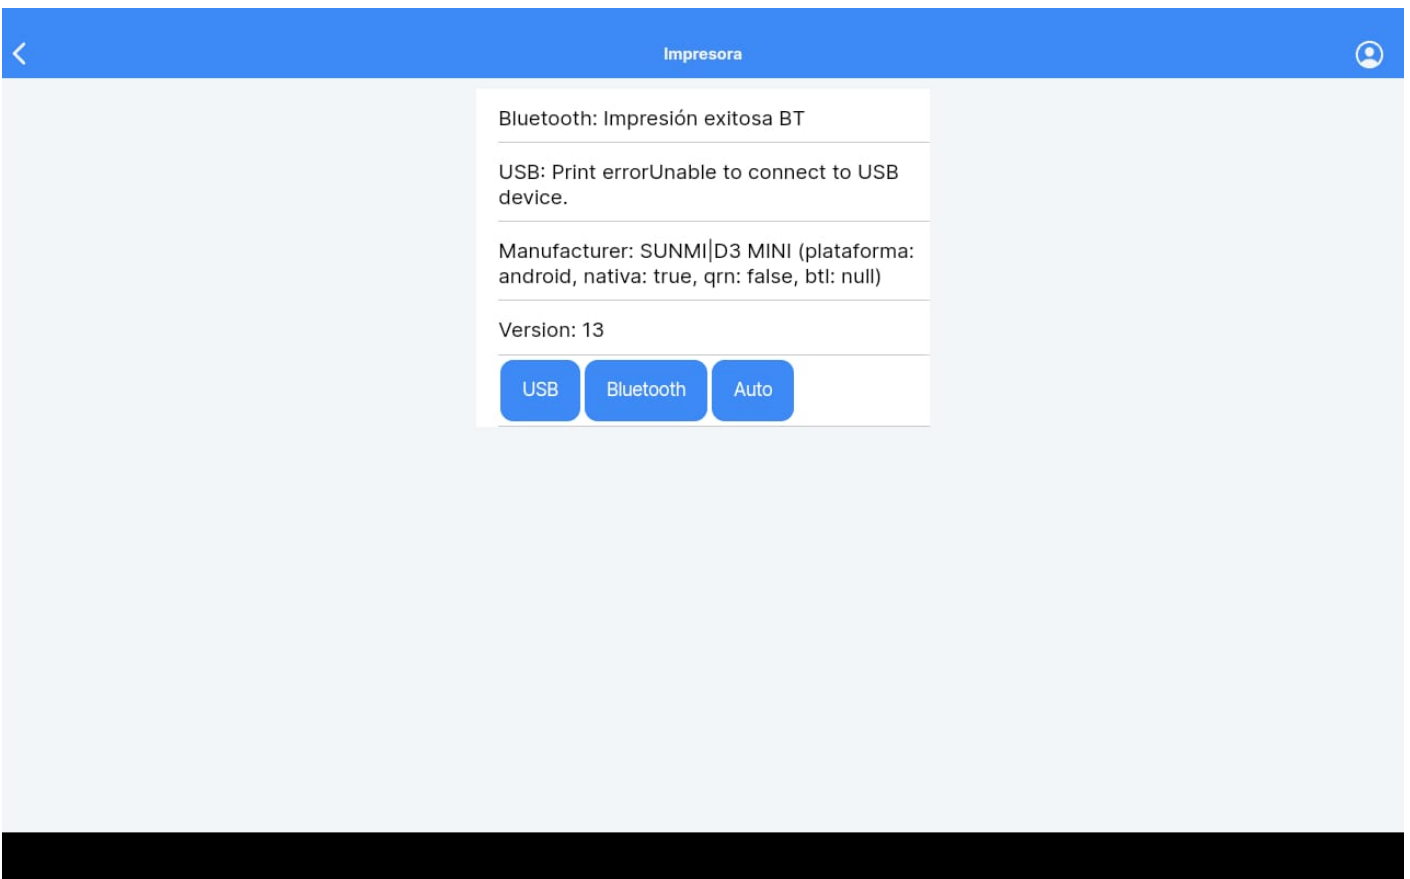 Impresora
Bluetooth: Impresión exitosa BT
USB: Print errorUnable to connect to USB
device.
Manufacturer: SUNMI|D3 MINI (plataforma:
android, nativa: true, qrn: false, btl: null)
Version: 13
USB Bluetooth Auto